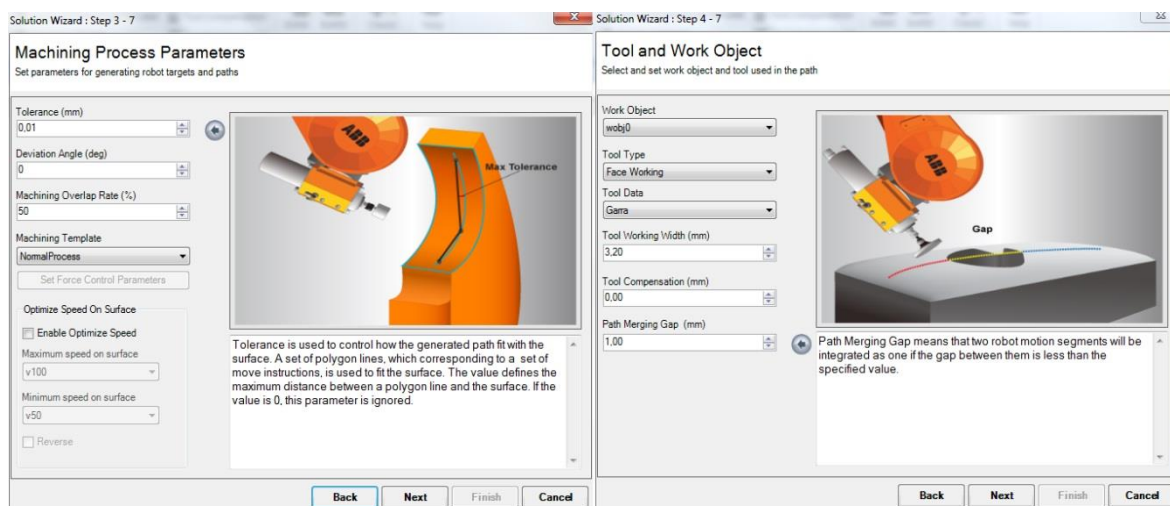 Solution Wizard : Step 3 - 7
Machining Process Parameters
Set parameters for generating robot targets and paths
Tolerance (mm)
0,01
Deviation Angle (deg)
0
Machining Overlap Rate (%)
50
Machining Template
NormalProcess
Set Force Control Parameters
Optimize Speed On Surface
Enable Optimize Speed
Maximum speed on surface
v100
Minimum speed on surface
v50
Reverse
ABB
Max Tolerance
Tolerance is used to control how the generated path fit with the
surface. A set of polygon lines, which corresponding to a set of
move instructions, is used to fit the surface. The value defines the
maximum distance between a polygon line and the surface. If the
value is 0, this parameter is ignored.
Back
Next
Finish
Cancel
Solution Wizard : Step 4 - 7
Tool and Work Object
Select and set work object and tool used in the path
Work Object
wobj0
Tool Type
Face Working
Tool Data
Garra
Tool Working Width (mm)
3,20
Tool Compensation (mm)
0,00
Path Merging Gap (mm)
1,00
ABB
Gap
Path Merging Gap means that two robot motion segments will be
integrated as one if the gap between them is less than the
specified value.
Back
Next
Finish
Cancel